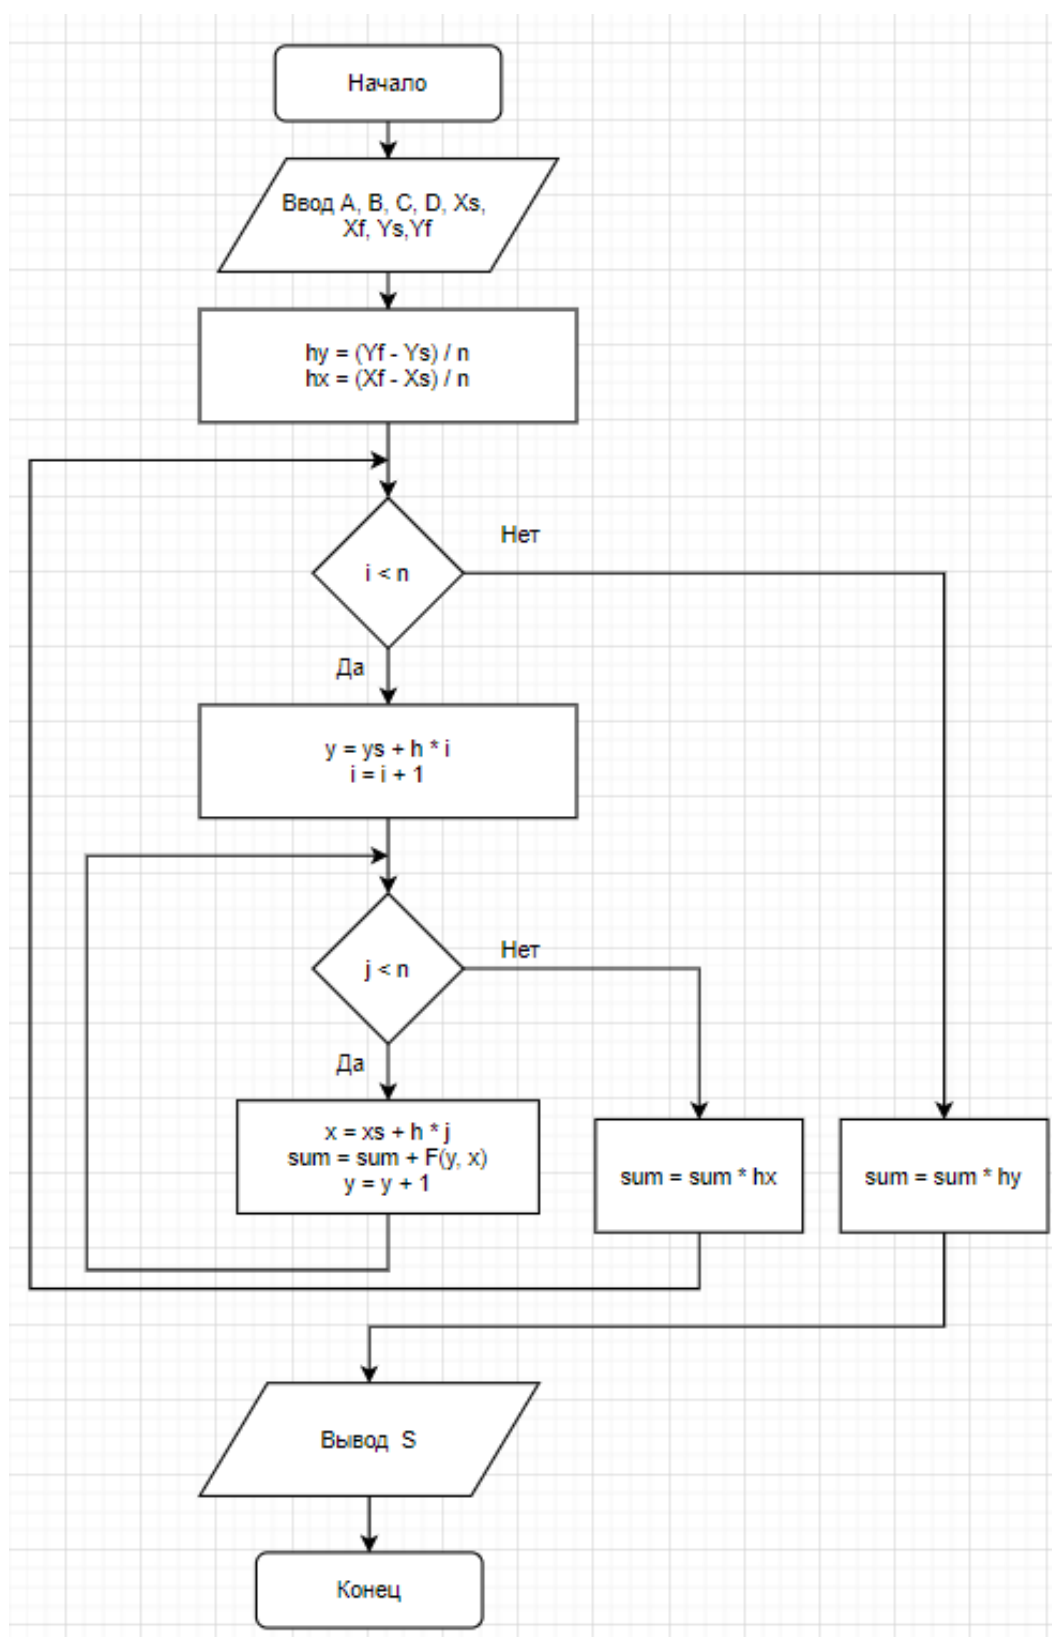 Начало
Ввод A, B, C, D, Xs,
Xf, Ys,Yf
hy = (Yf - Ys) / n
hx = (Xf - Xs) / n
i < n
Нет
Да
y = ys + h * i
i = i + 1
j < n
Нет
Да
x = xs + h * j
sum = sum + F(y, x)
y = y + 1
sum = sum * hx
sum = sum * hy
Вывод S
Конец